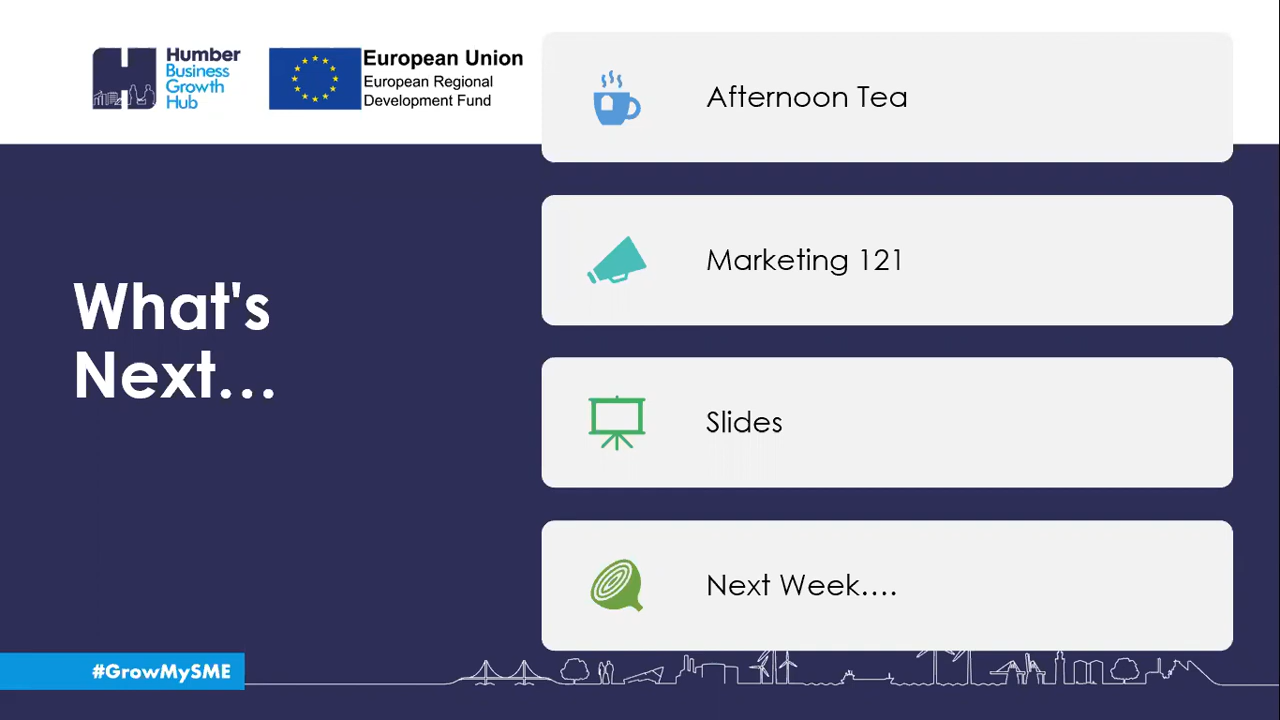 Humber
Business
Growth
Hub
European Union
European Regional
Development Fund
What's
Next...
Afternoon Tea
Marketing 121
Slides
Next Week....
#GrowMySME